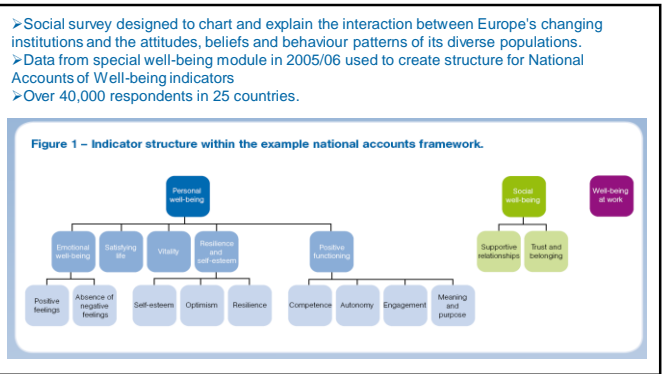 ➢Social survey designed to chart and explain the interaction between Europe's changing
institutions and the attitudes, beliefs and behaviour patterns of its diverse populations.
➢Data from special well-being module in 2005/06 used to create structure for National
Accounts of Well-being indicators
➢Over 40,000 respondents in 25 countries.
Figure 1 – Indicator structure within the example national accounts framework.
Personal
well-being
Social
well-being
Well-being
at work
Emotional
well-being
Satisfying
life
Vitality
Resilience
and
self-esteem
Positive
functioning
Supportive
relationships
Trust and
belonging
Positive
feelings
Absence of
negative
feelings
Self-esteem
Optimism
Resilience
Competence
Autonomy
Engagement
Meaning
and
purpose